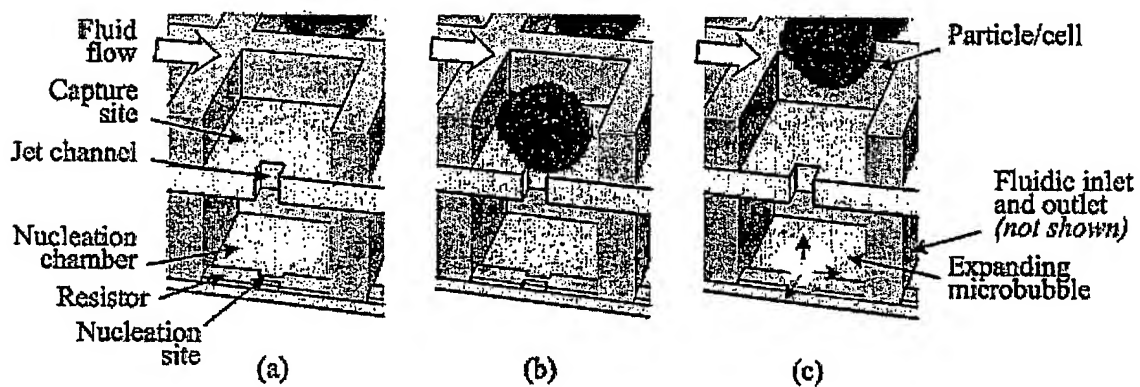 Fluid
flow
Capture
site
Jet channel
Nucleation
chamber
Resistor
Nucleation
site
(a)
(b)
(c)
Particle/cell
Fluidic inlet
and outlet
(not shown)
Expanding
microbubble